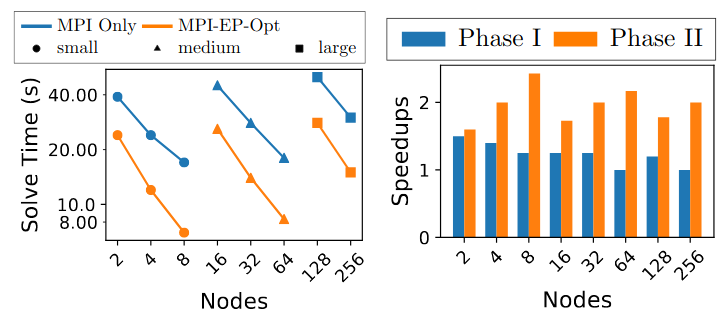 MPI Only MPI-EP-Opt
small medium large
Solve Time (s)
40.00
20.00
10.0
8.00
2 4 8 16 32 64 128 256
Nodes
Phase I Phase II
Speedups
2
1
0
2 4 8 16 32 64 128 256
Nodes